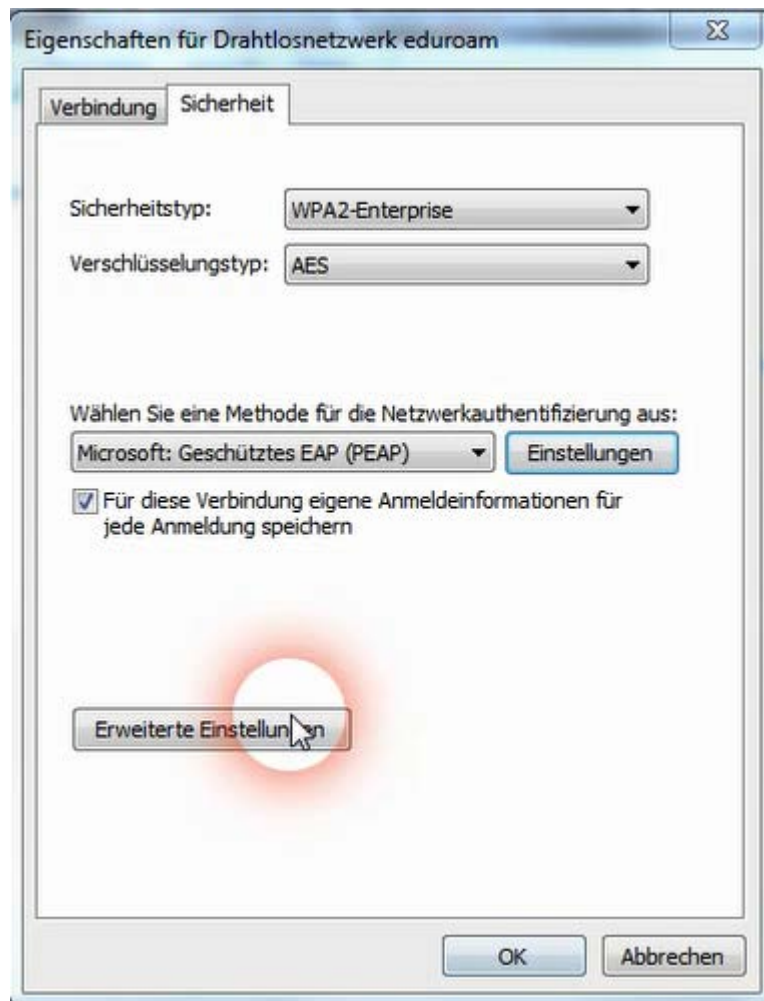 Eigenschaften für Drahtlosnetzwerk eduroam
Verbindung Sicherheit
Sicherheitstyp: WPA2-Enterprise
Verschlüsselungstyp: AES
Wählen Sie eine Methode für die Netzwerkauthentifizierung aus:
Microsoft: Geschütztes EAP (PEAP) Einstellungen
Für diese Verbindung eigene Anmeldeinformationen für
jede Anmeldung speichern
Erweiterte Einstellungen
OK Abbrechen